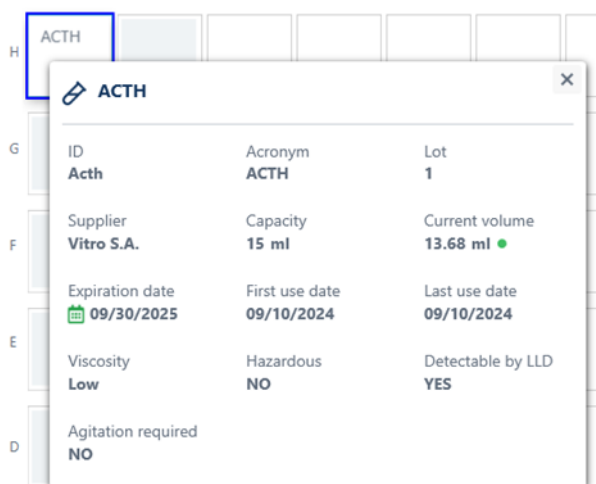 H
ACTH
ACTH
G
ID Acronym Lot
Acth ACTH 1
F
Supplier Capacity Current volume
Vitro S.A. 15 ml 13.68 ml
Expiration date First use date Last use date
09/30/2025 09/10/2024 09/10/2024
E
Viscosity Hazardous Detectable by LLD
Low NO YES
D
Agitation required
NO